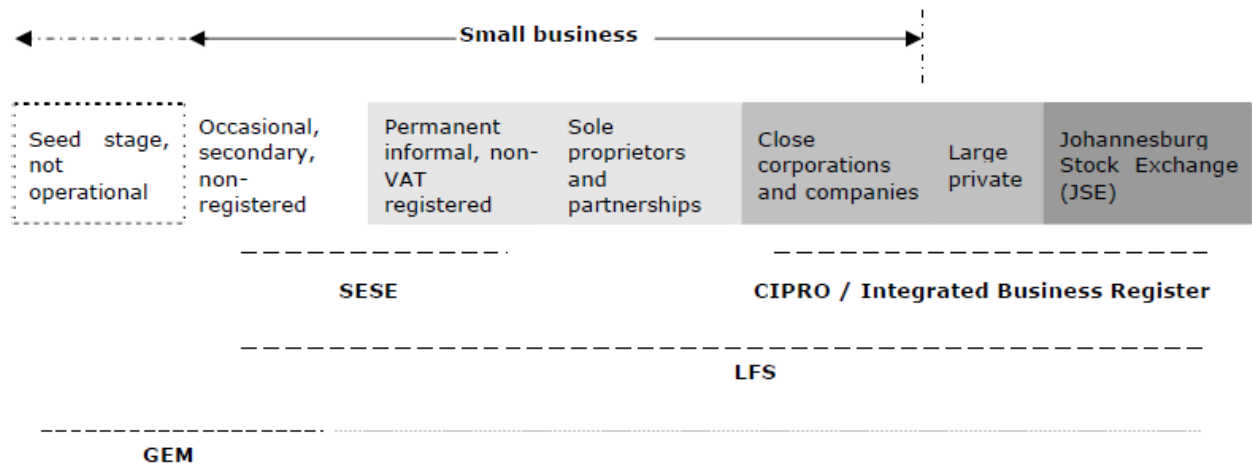 Small business
Seed stage,
not
operational
Occasional,
secondary,
non-
registered
Permanent
informal, non-
VAT
registered
Sole
proprietors
and
partnerships
Close
corporations
and companies
Large
private
Johannesburg
Stock Exchange
(JSE)
SESE
CIPRO / Integrated Business Register
LFS
GEM